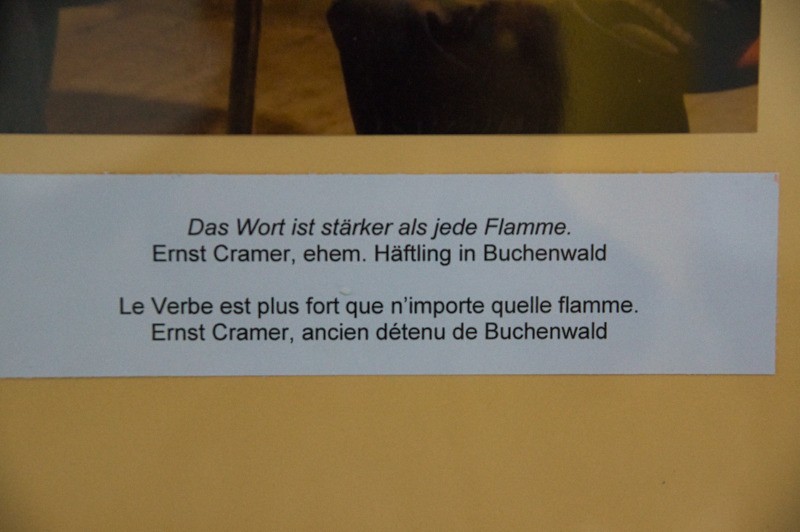 Das Wort ist stärker als jede Flamme.
Ernst Cramer, ehem. Häftling in Buchenwald
Le Verbe est plus fort que n’importe quelle flamme.
Ernst Cramer, ancien détenu de Buchenwald